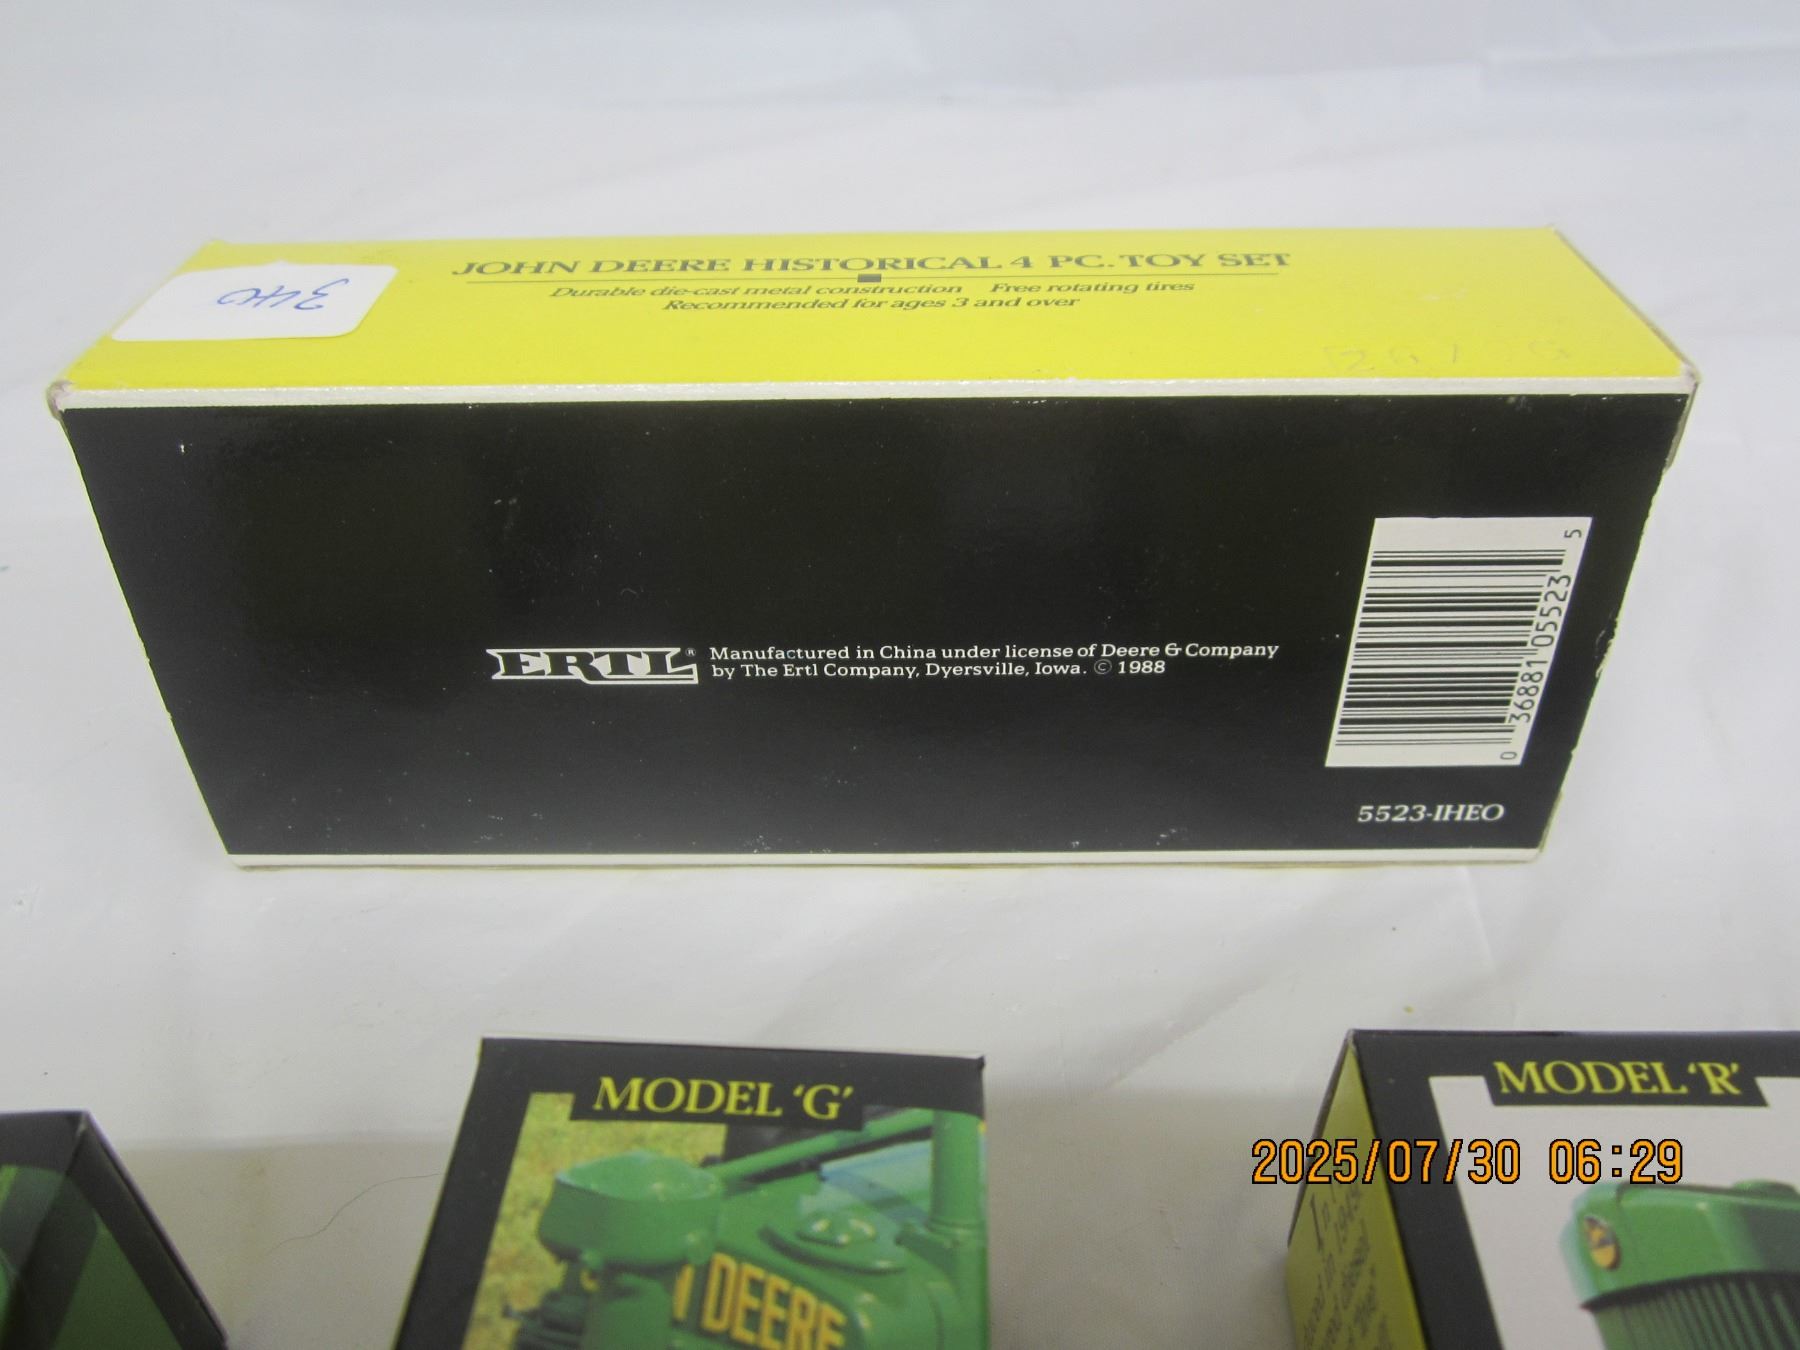 JOHN DEERE HISTORICAL 4 PC. TOY SET
Durable die-cast metal construction Free rotating tires
Recommended for ages 3 and over
340
ERTL® Manufactured in China under license of Deere & Company
by The Ertl Company, Dyersville, Iowa. © 1988
0 36881 05523 5
5523-IHEO
MODEL 'G'
DEERE
MODEL 'R'
In
2025/07/30 06:29